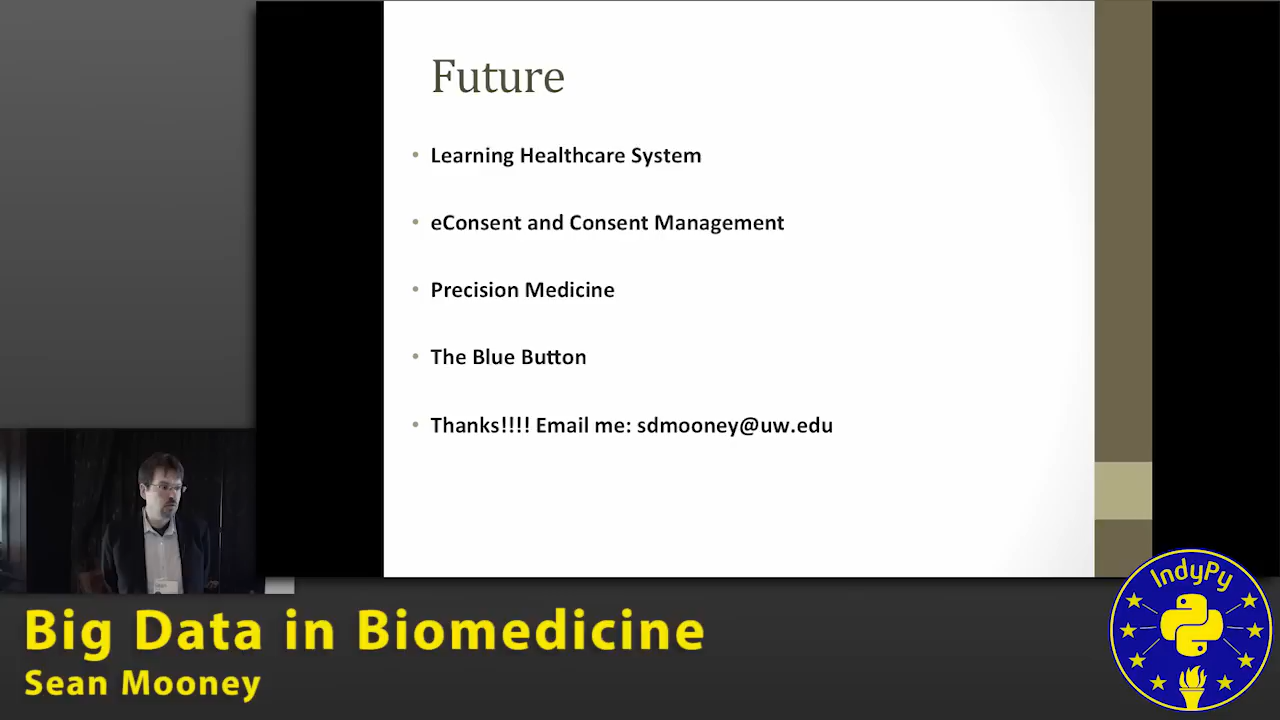 Future
• Learning Healthcare System
• eConsent and Consent Management
• Precision Medicine
• The Blue Button
• Thanks!!!! Email me: sdmooney@uw.edu
Big Data in Biomedicine
Sean Mooney
IndyPy